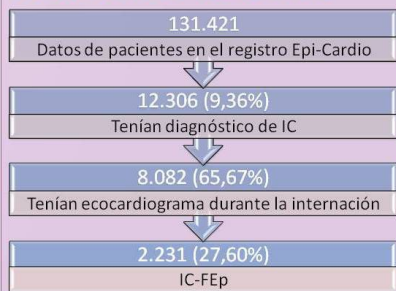 131.421
Datos de pacientes en el registro Epi-Cardio
12.306 (9,36%)
Tenían diagnóstico de IC
8.082 (65,67%)
Tenían ecocardiograma durante la internación
2.231 (27,60%)
IC-FEp